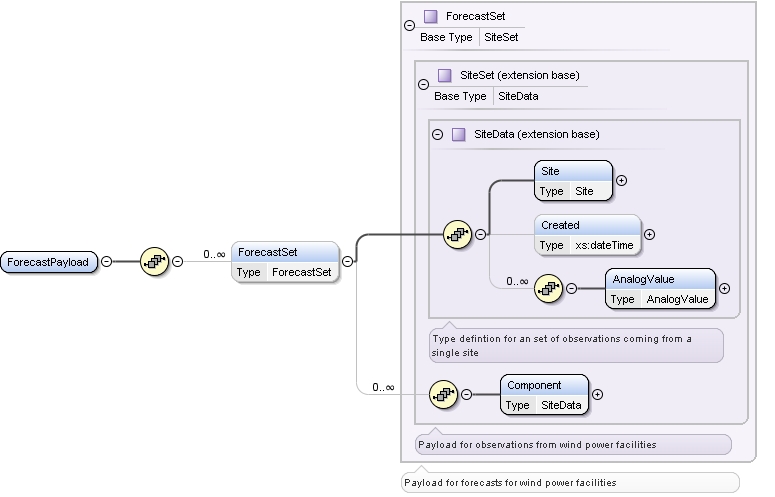 ForecastSet
Base Type SiteSet
SiteSet (extension base)
Base Type SiteData
SiteData (extension base)
Site
Type Site
Created
Type xs:dateTime
0..∞
AnalogValue
Type AnalogValue
ForecastPayload
0..∞
ForecastSet
Type ForecastSet
Type defintion for an set of observations coming from a
single site
0..∞
Component
Type SiteData
Payload for observations from wind power facilities
Payload for forecasts for wind power facilities